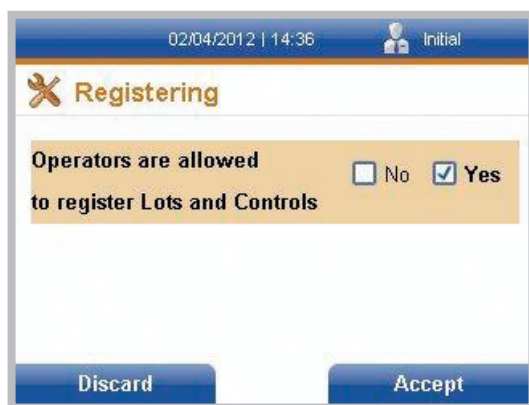 02/04/2012 | 14:36 Initial
Registering
Operators are allowed No Yes
to register Lots and Controls
Discard Accept